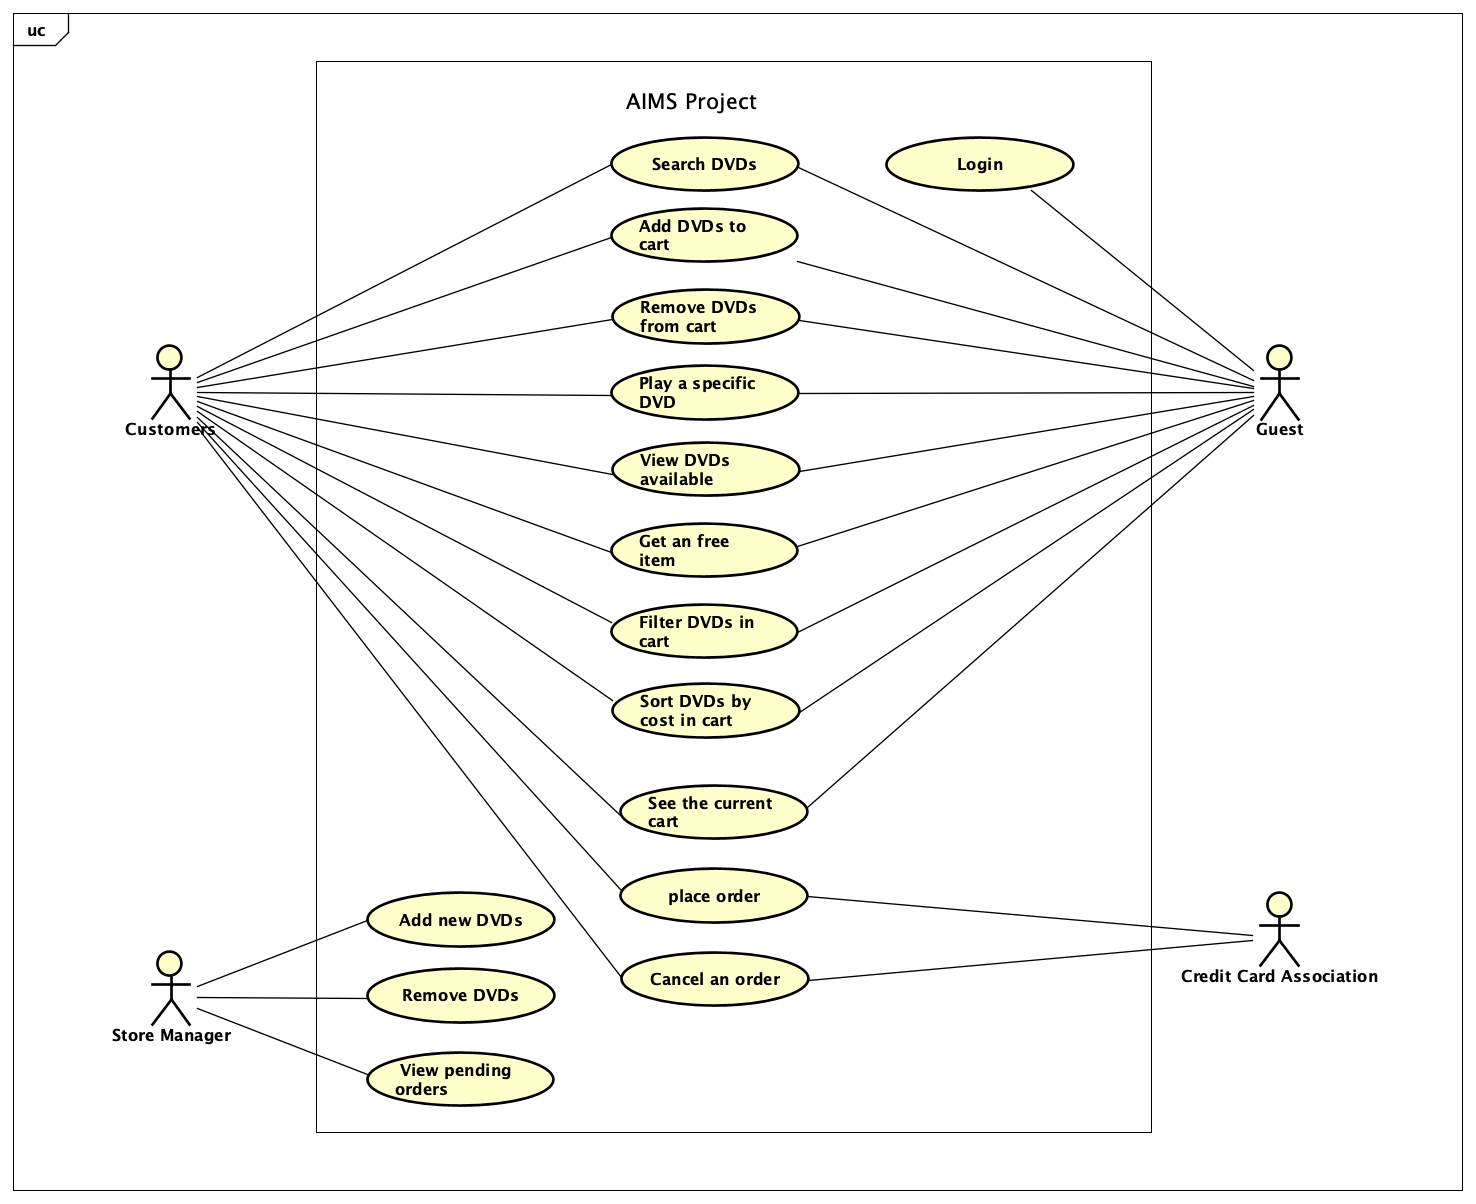 uc
AIMS Project
Search DVDs
Login
Add DVDs to
cart
Remove DVDs
from cart
Play a specific
DVD
Customers
Guest
View DVDs
available
Get an free
item
Filter DVDs in
cart
Sort DVDs by
cost in cart
See the current
cart
place order
Add new DVDs
Cancel an order
Credit Card Association
Remove DVDs
Store Manager
View pending
orders